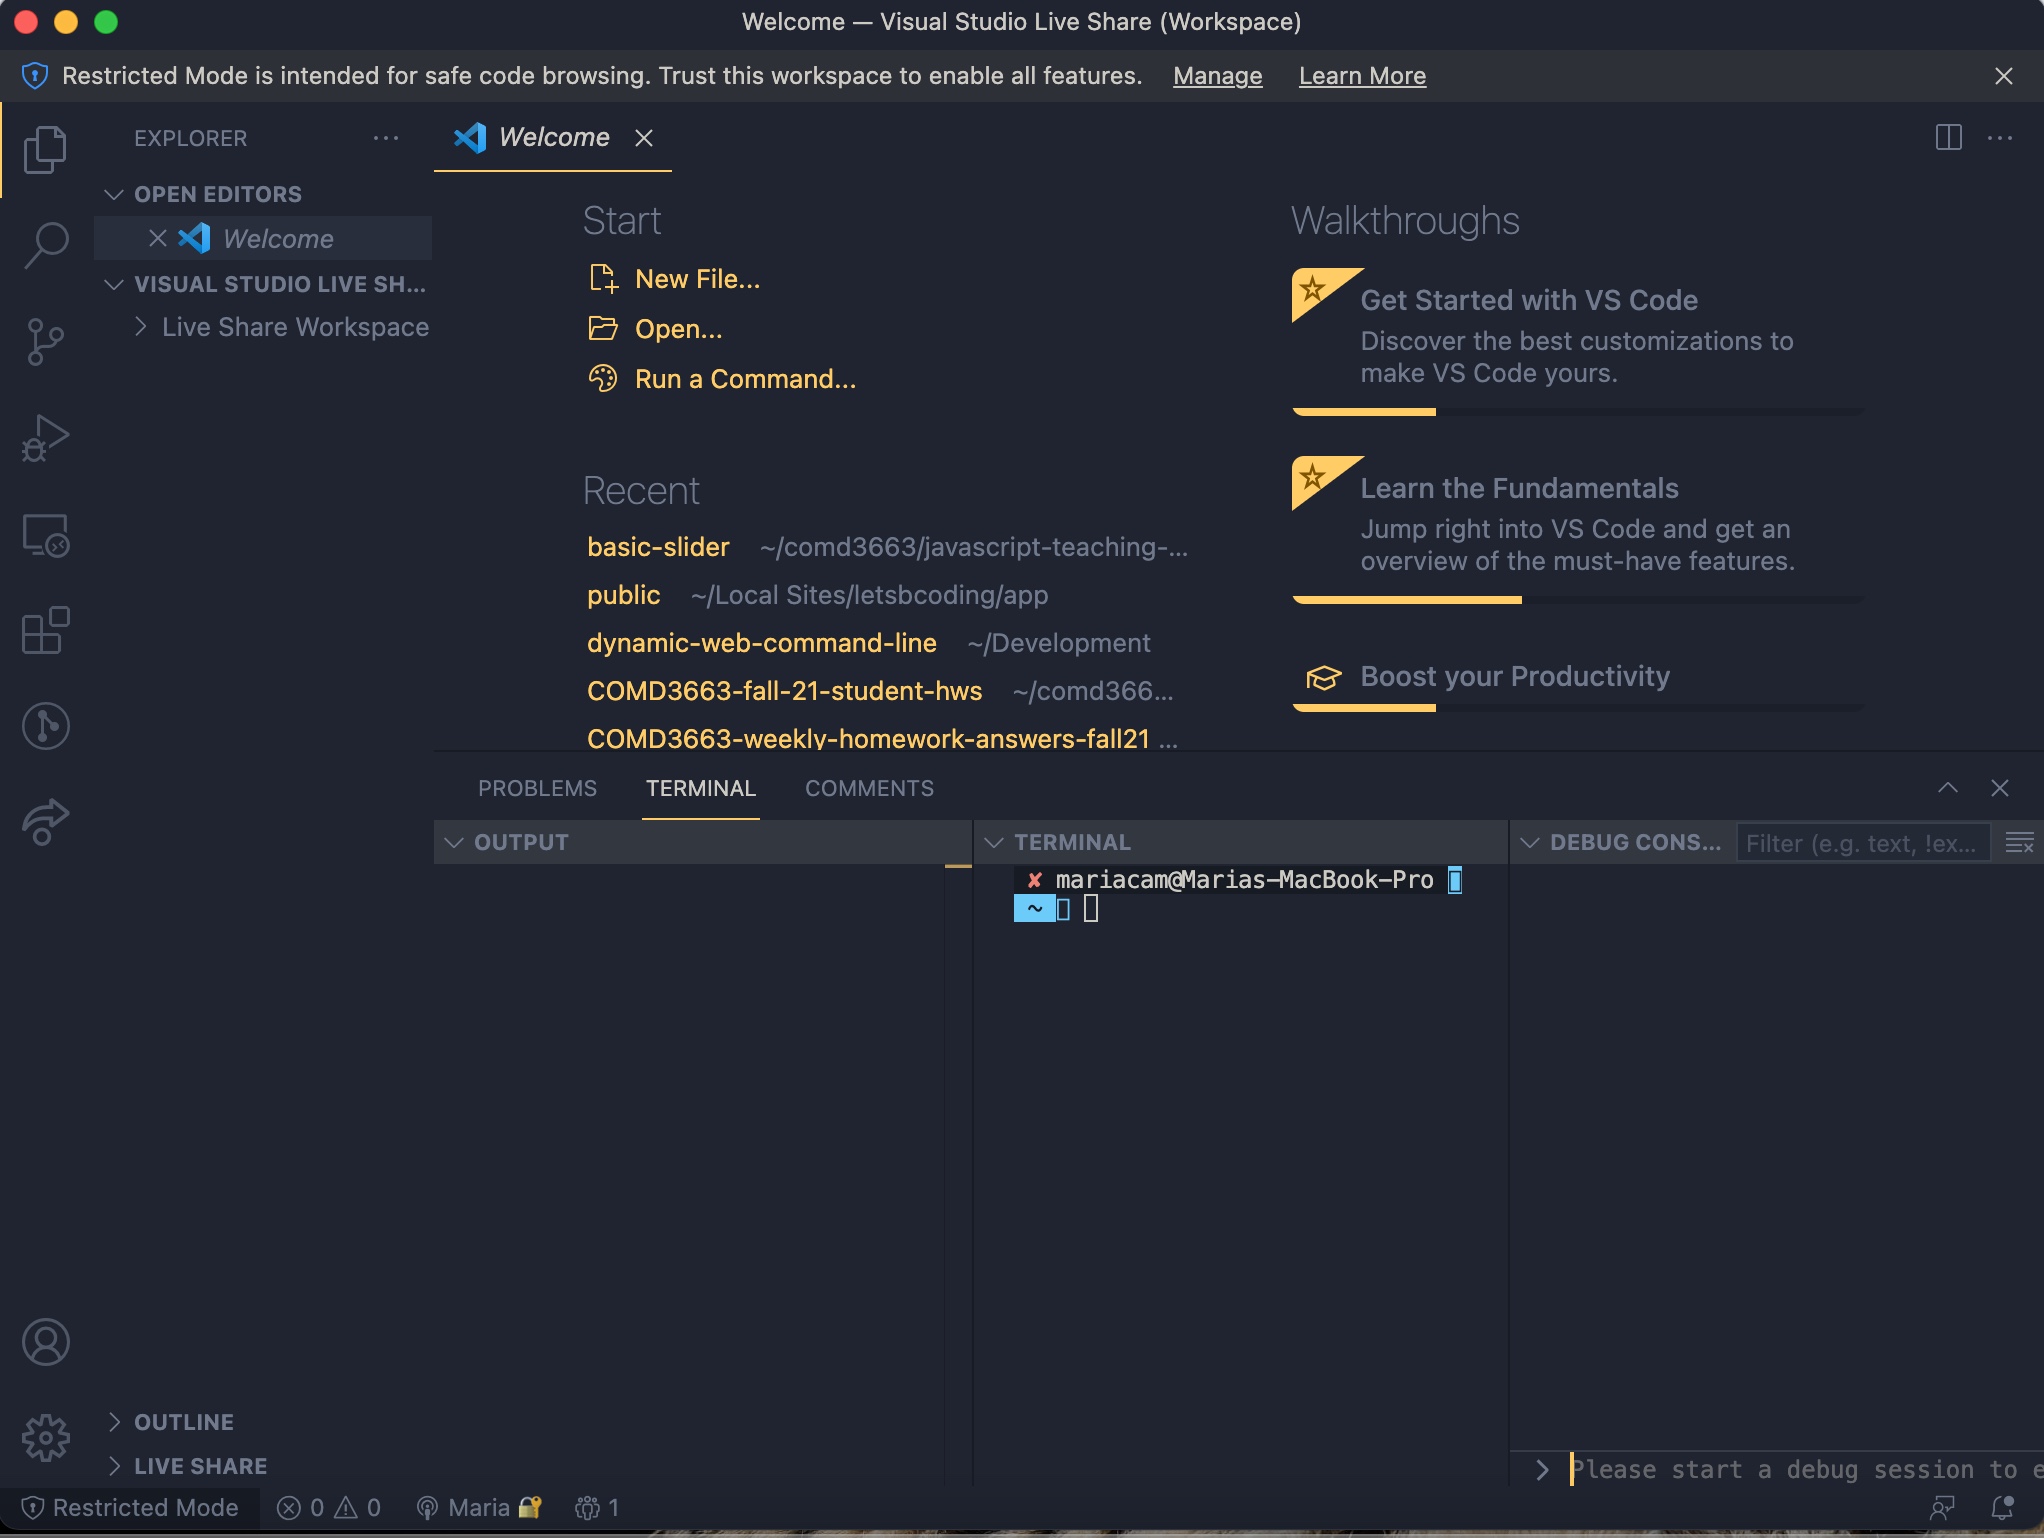 Welcome — Visual Studio Live Share (Workspace)
Restricted Mode is intended for safe code browsing. Trust this workspace to enable all features. Manage Learn More
EXPLORER
OPEN EDITORS
Welcome
VISUAL STUDIO LIVE SH...
Live Share Workspace
Welcome
Start
New File...
Open...
Run a Command...
Recent
basic-slider ~/comd3663/javascript-teaching-...
public ~/Local Sites/letsbcoding/app
dynamic-web-command-line ~/Development
COMD3663-fall-21-student-hws ~/comd366...
COMD3663-weekly-homework-answers-fall21 ...
Walkthroughs
Get Started with VS Code
Discover the best customizations to
make VS Code yours.
Learn the Fundamentals
Jump right into VS Code and get an
overview of the must-have features.
Boost your Productivity
PROBLEMS TERMINAL COMMENTS
OUTPUT
TERMINAL
✘ mariacam@Marias-MacBook-Pro
~
DEBUG CONS... Filter (e.g. text, !ex...
Please start a debug session to e
OUTLINE
LIVE SHARE
Restricted Mode 0 0 Maria 🔐 1